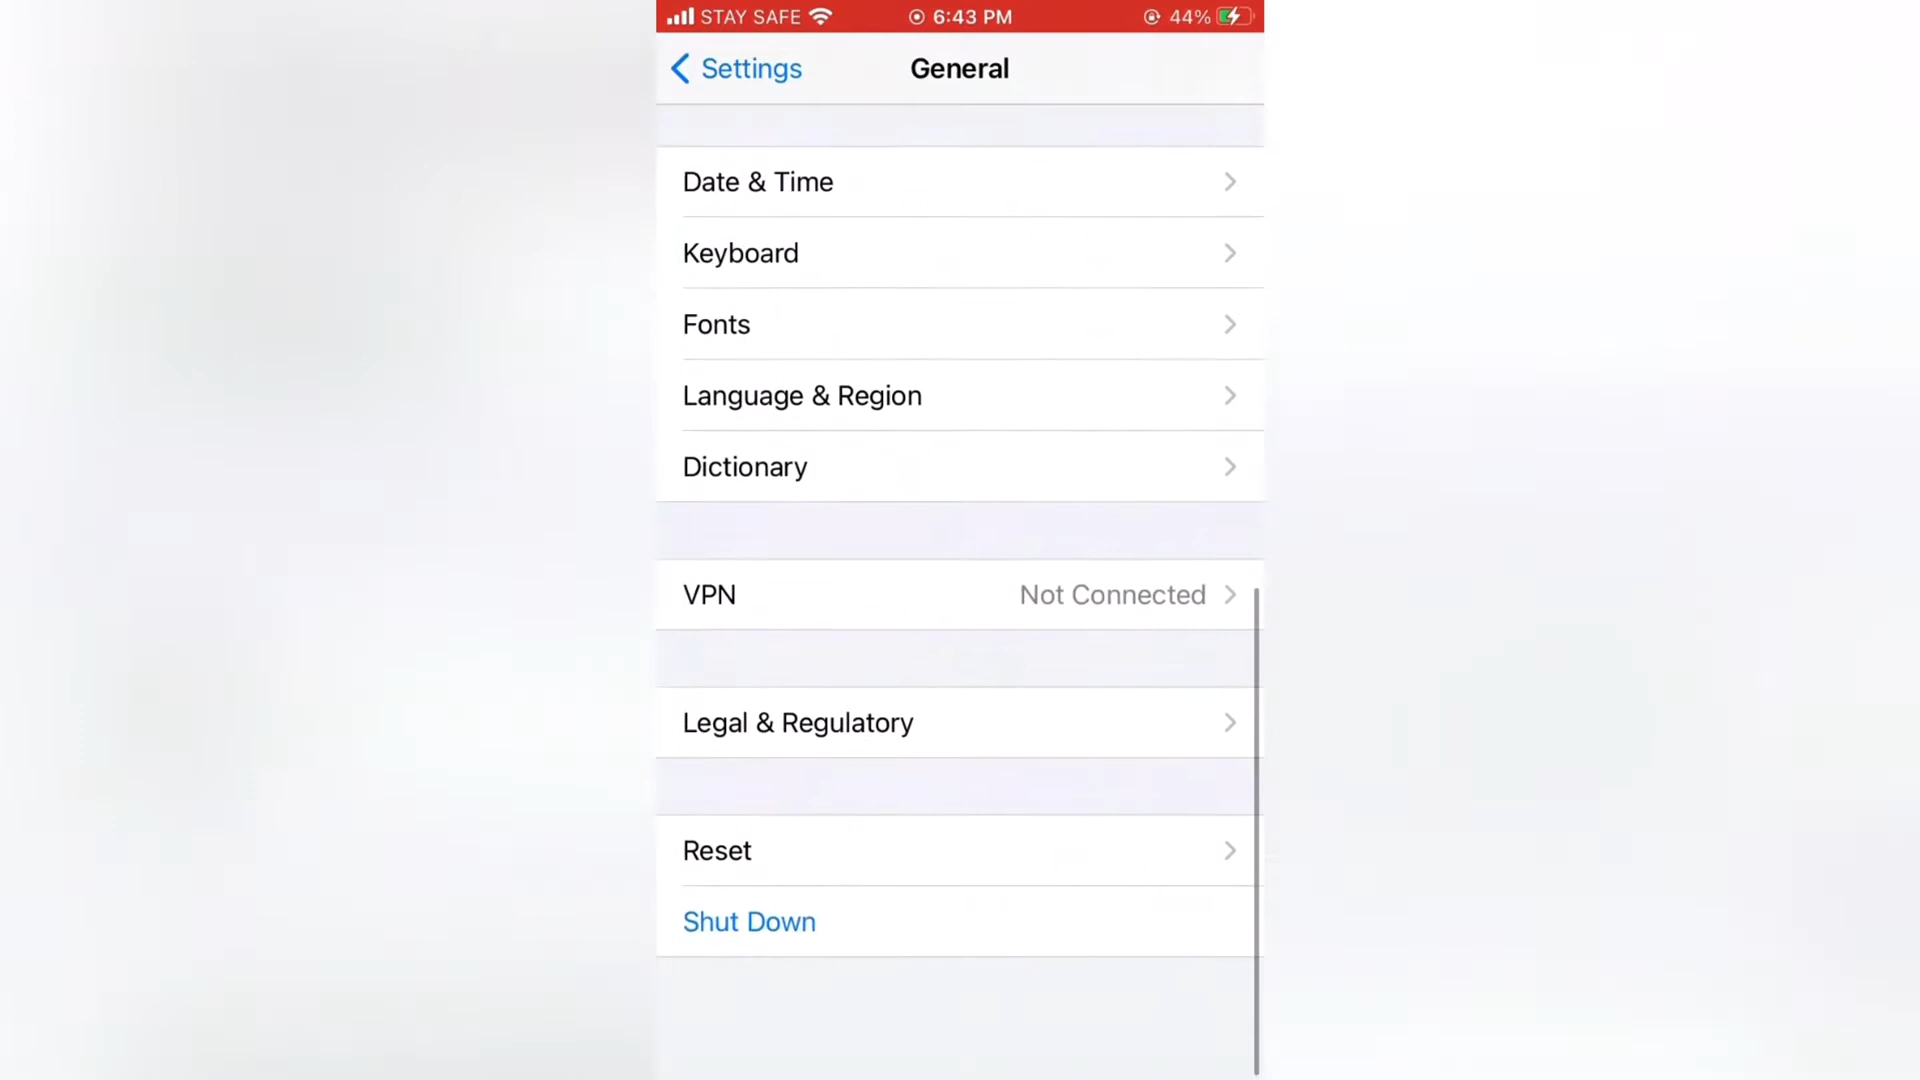 STAY SAFE 6:43 PM 44%
Settings General
Date & Time
Keyboard
Fonts
Language & Region
Dictionary
VPN Not Connected
Legal & Regulatory
Reset
Shut Down